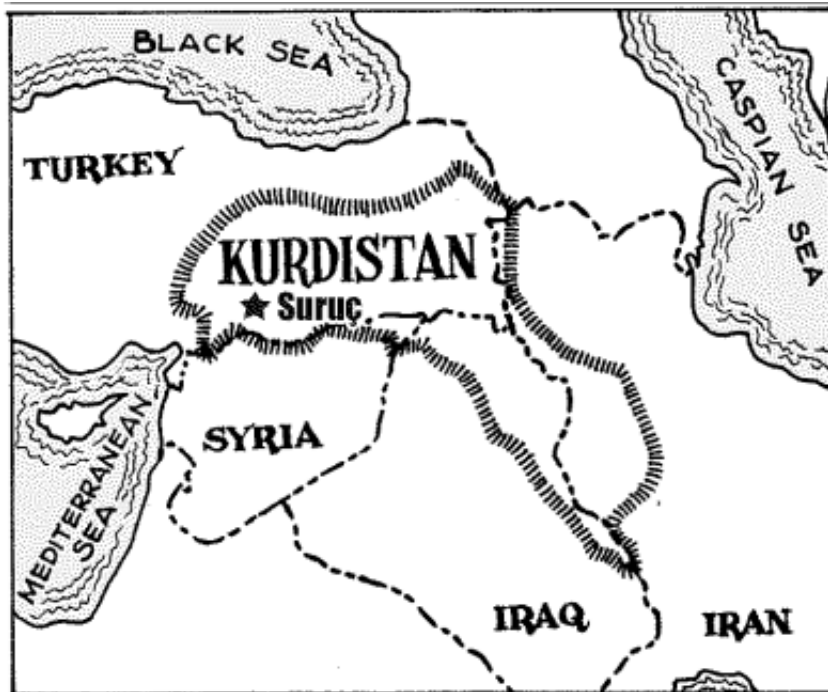 BLACK SEA
CASPIAN SEA
TURKEY
KURDISTAN
Suruç
SYRIA
MEDITERRANEAN
SEA
IRAQ
IRAN